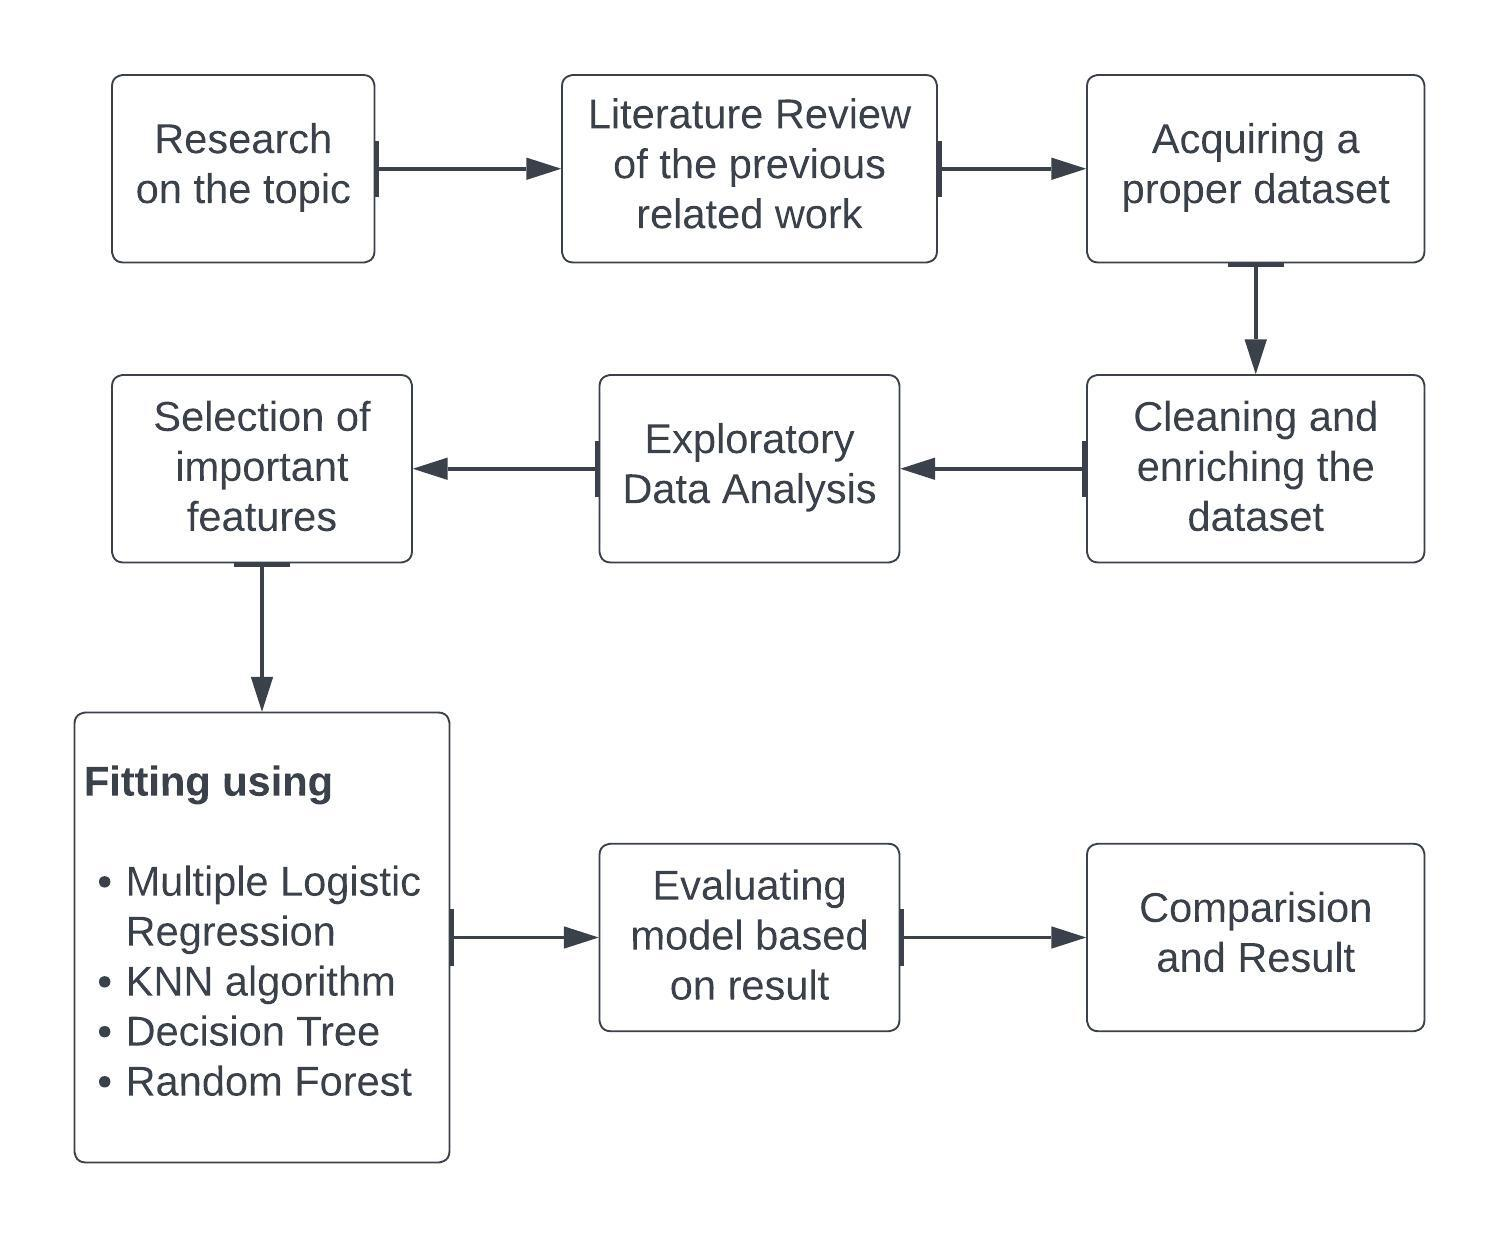 Research
on the topic
Literature Review
of the previous
related work
Acquiring a
proper dataset
Cleaning and
enriching the
dataset
Exploratory
Data Analysis
Selection of
important
features
Fitting using
• Multiple Logistic
Regression
• KNN algorithm
• Decision Tree
• Random Forest
Evaluating
model based
on result
Comparision
and Result